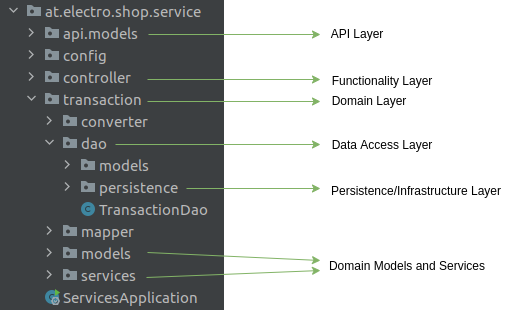 at.electro.shop.service
api.models API Layer
config
controller Functionality Layer
transaction Domain Layer
converter
dao Data Access Layer
models
persistence Persistence/Infrastructure Layer
C TransactionDao
mapper
models
Domain Models and Services
services
ServicesApplication